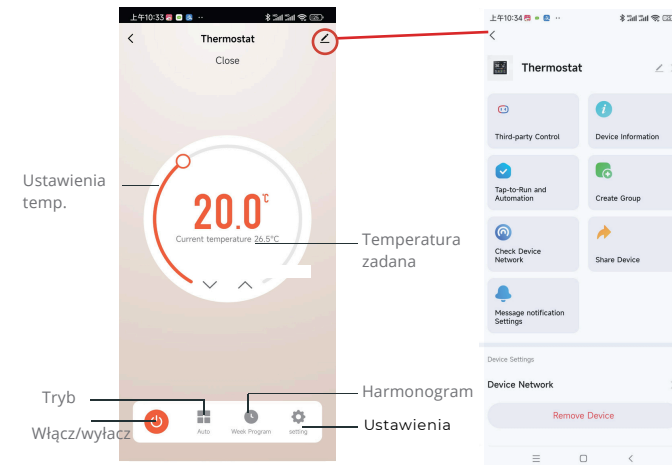 上午10:33
Thermostat
Close
20.0℃
Current temperature 26.5°C
Auto
Week Program
setting
Ustawienia
temp.
Temperatura
zadana
Tryb
Włącz/wyłacz
Harmonogram
Ustawienia
上午10:34
Thermostat
Third-party Control
Device Information
Tap-to-Run and
Automation
Create Group
Check Device
Network
Share Device
Message notification
Settings
Device Settings
Device Network
Remove Device